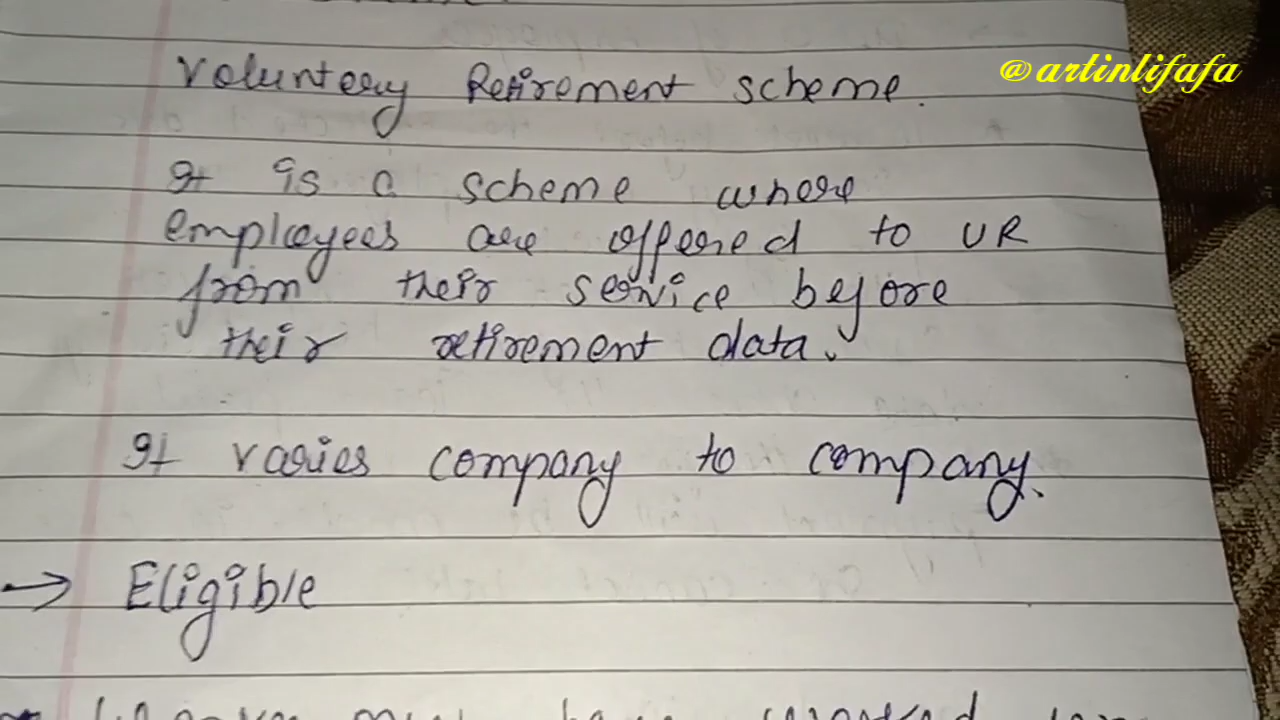 @artinlifafa
Voluntery Retirement scheme.
It is a scheme where
employees are offered to VR
from their service before
their retirement data.
It varies company to company.
→ Eligible